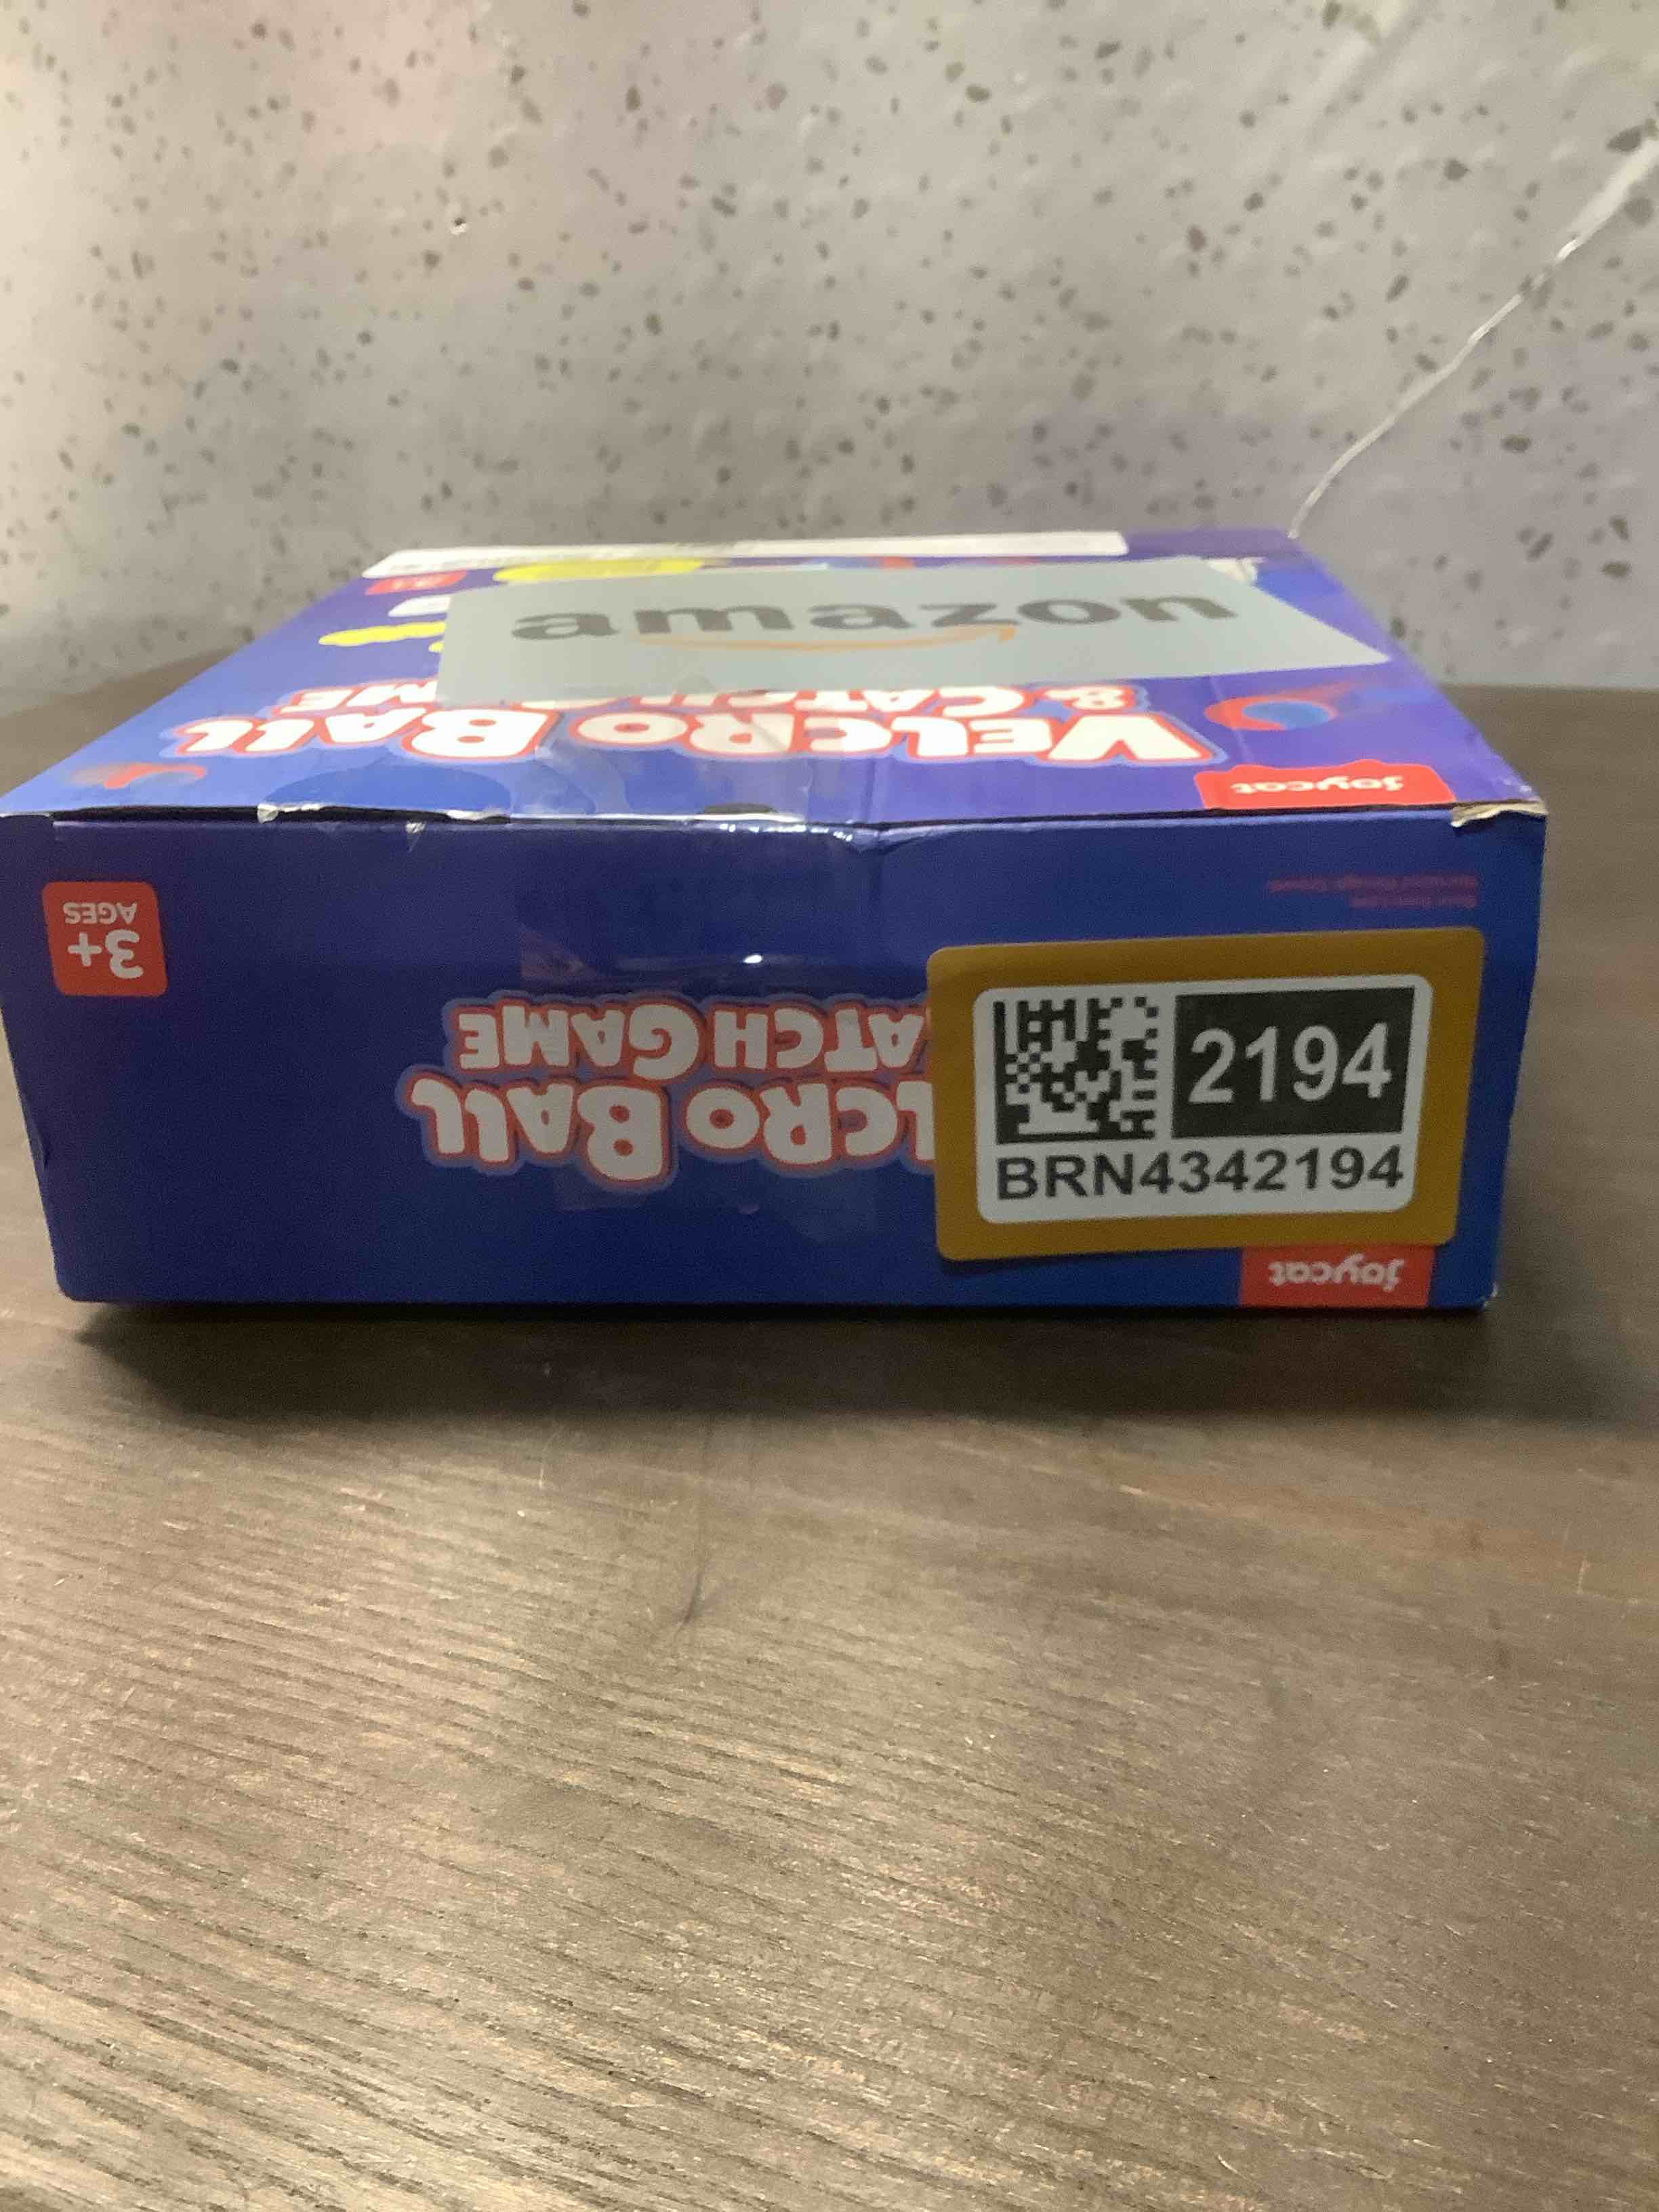 amazon
VELCRO BALL
& CATCH GAME
joycat
AGES
3+
LCRO BALL
ATCH GAME
2194
BRN4342194
joycat